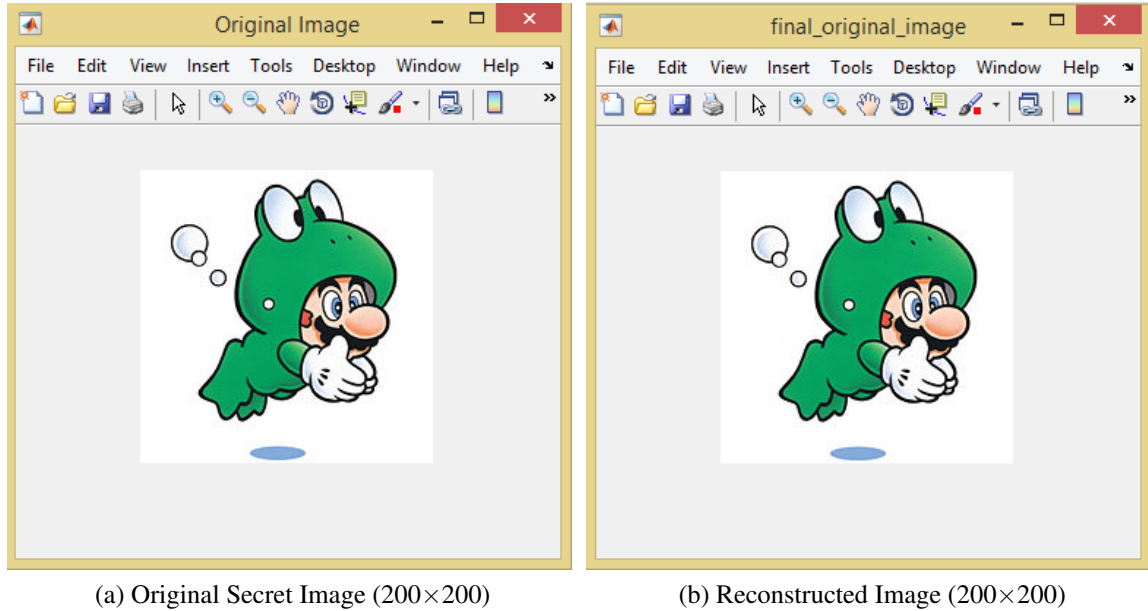 Original Image
File Edit View Insert Tools Desktop Window Help
final_original_image
File Edit View Insert Tools Desktop Window Help
(a) Original Secret Image (200×200)
(b) Reconstructed Image (200×200)